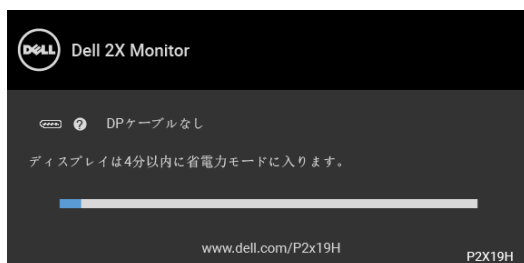 DELL Dell 2X Monitor
? DPケーブルなし
ディスプレイは4分以内に省電力モードに入ります。
www.dell.com/P2x19H
P2X19H